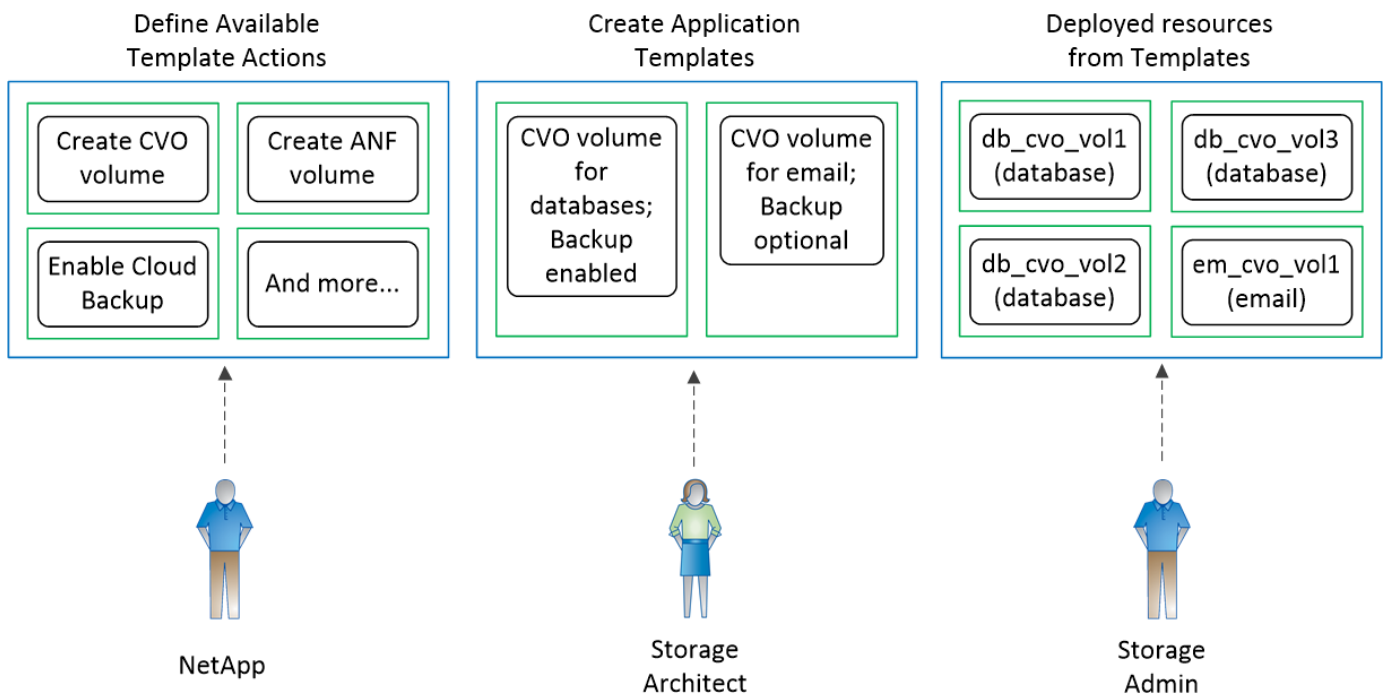 Define Available
Template Actions
Create CVO
volume
Create ANF
volume
Enable Cloud
Backup
And more...
NetApp
Create Application
Templates
CVO volume
for
databases;
Backup
enabled
CVO volume
for email;
Backup
optional
Storage
Architect
Deployed resources
from Templates
db_cvo_vol1
(database)
db_cvo_vol3
(database)
db_cvo_vol2
(database)
em_cvo_vol1
(email)
Storage
Admin